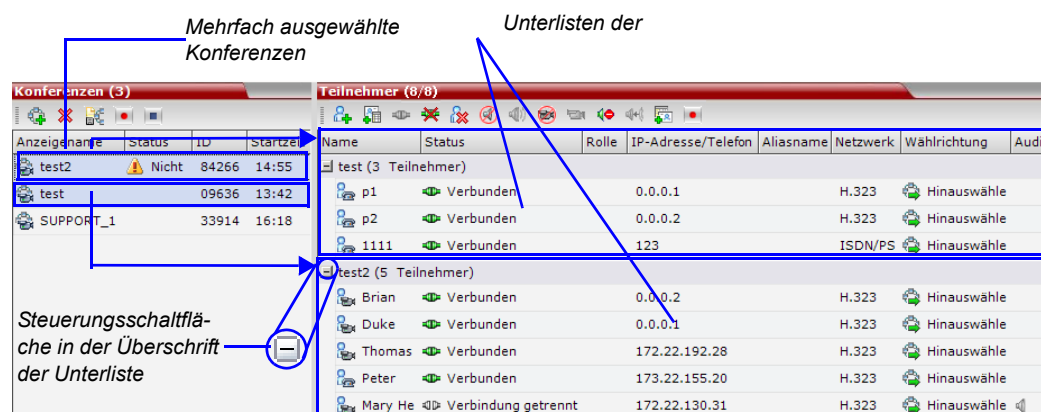 Mehrfach ausgewählte
Konferenzen
Unterlisten der
Konferenzen (3)
Anzeigename Status ID Startzei
test2 Nicht 84266 14:55
test 09636 13:42
SUPPORT_1 33914 16:18
Teilnehmer (8/8)
Name Status Rolle IP-Adresse/Telefon Aliasname Netzwerk Wählrichtung Audi
test (3 Teilnehmer)
p1 Verbunden 0.0.0.1 H.323 Hinauswähle
p2 Verbunden 0.0.0.2 H.323 Hinauswähle
1111 Verbunden 123 ISDN/PS Hinauswähle
test2 (5 Teilnehmer)
Brian Verbunden 0.0.0.2 H.323 Hinauswähle
Duke Verbunden 0.0.0.1 H.323 Hinauswähle
Thomas Verbunden 172.22.192.28 H.323 Hinauswähle
Peter Verbunden 173.22.155.20 H.323 Hinauswähle
Mary He Verbindung getrennt 172.22.130.31 H.323 Hinauswähle
Steuerungsschaltflä-
che in der Überschrift
der Unterliste